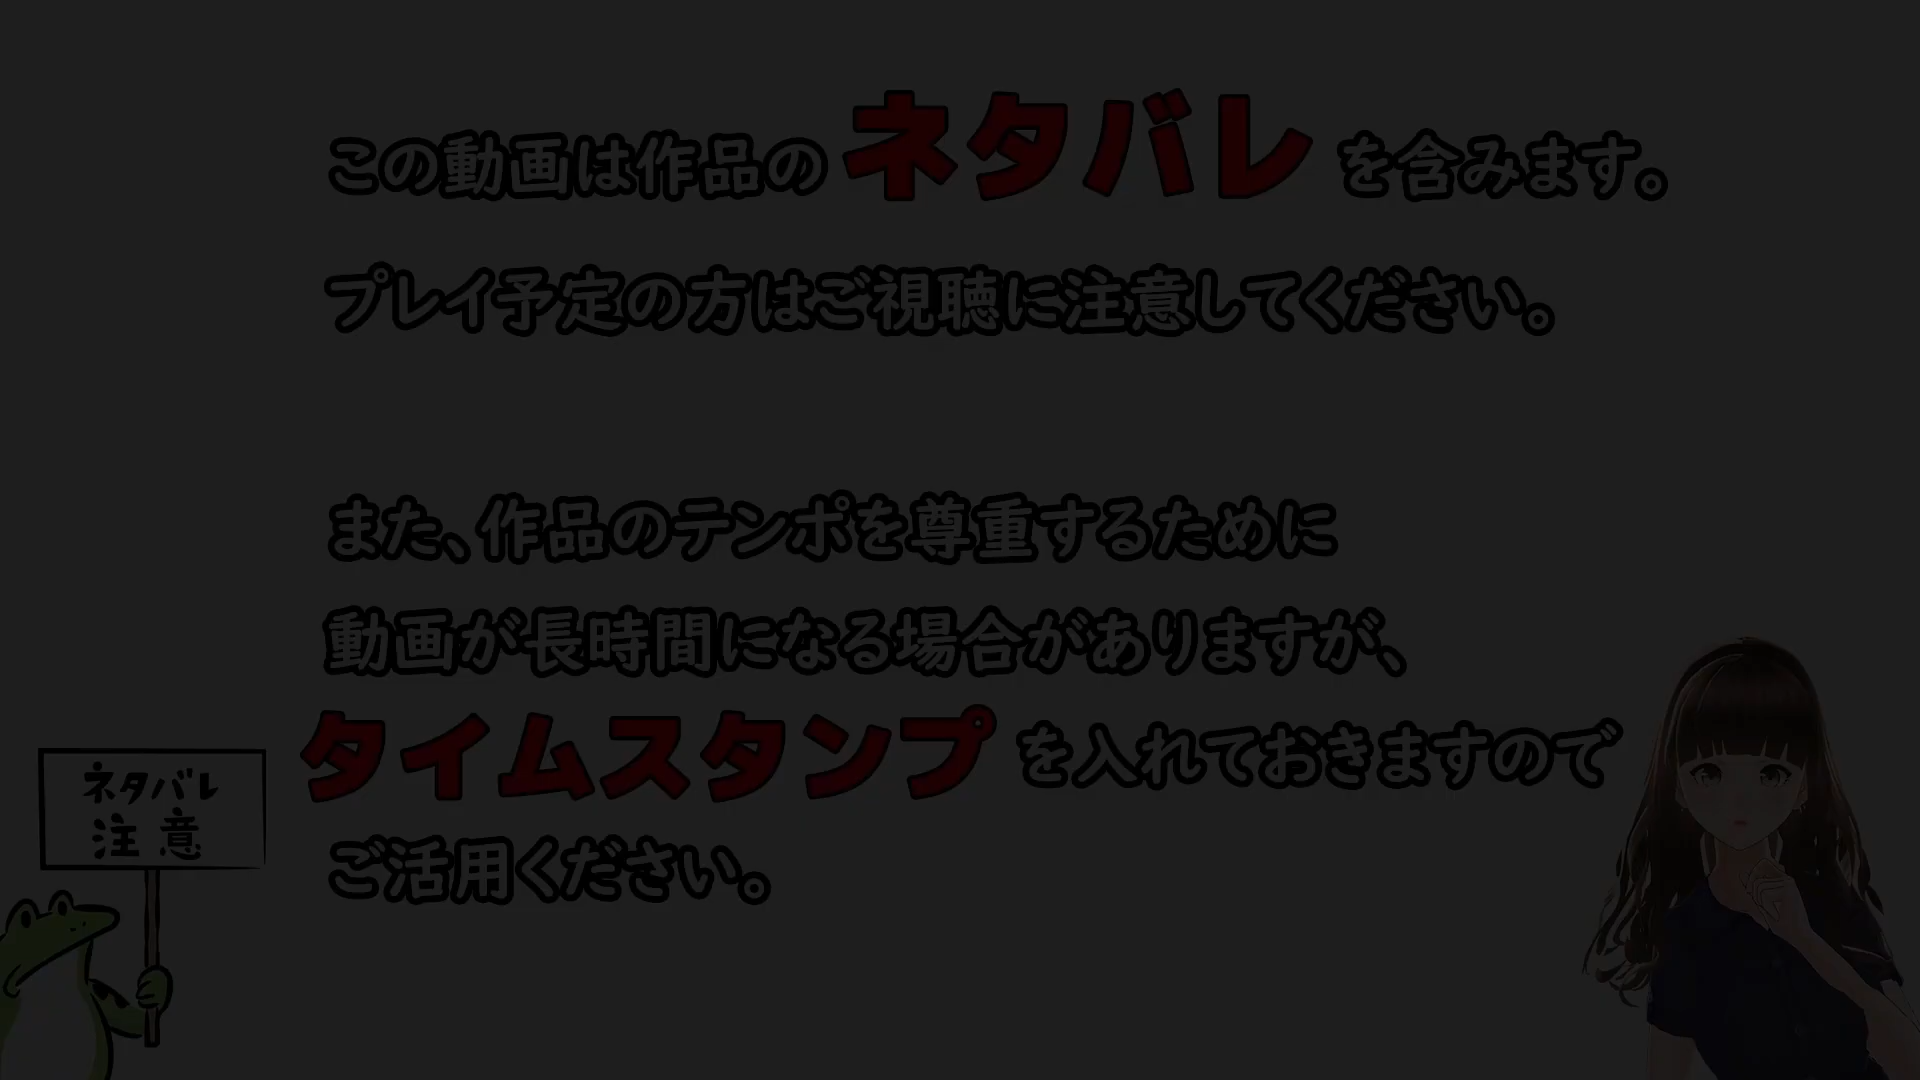 この動画は作品のネタバレを含みます。
プレイ予定の方はご視聴に注意してください。
また、作品のテンポを尊重するために
動画が長時間になる場合がありますが、
タイムスタンプを入れておきますので
ご活用ください。
ネタバレ
注意